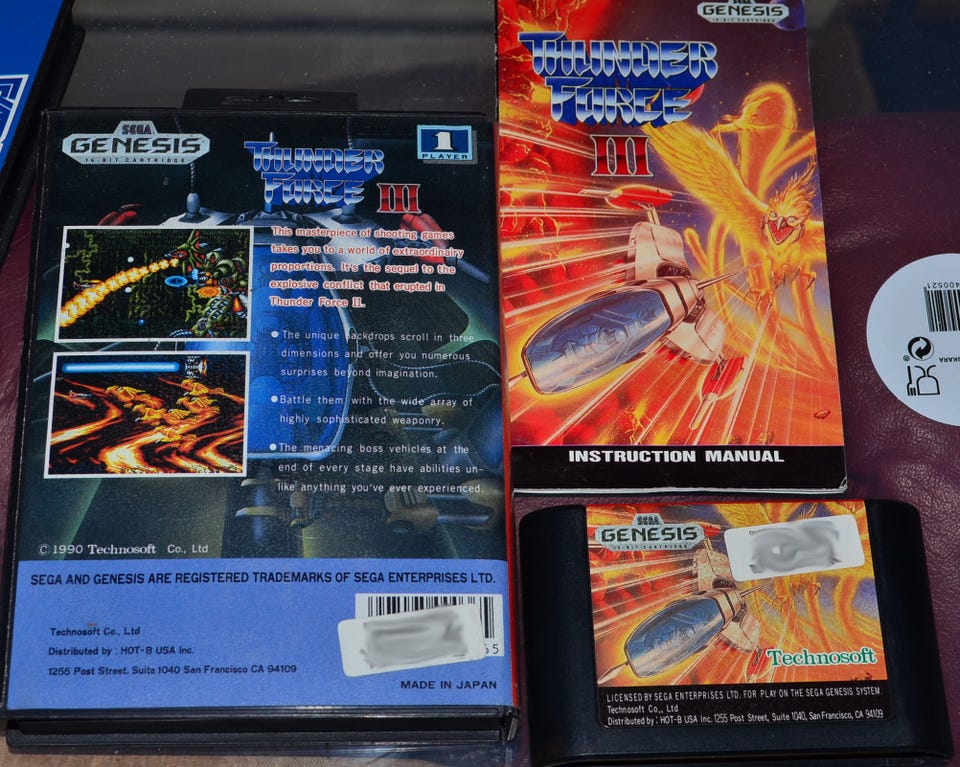 SEGA
GENESIS
16-BIT CARTRIDGE
1
PLAYER
THUNDER
FORCE
III
This masterpiece of shooting games
takes you to a world of extraordinairy
proportions. It's the sequel to the
explosive conflict that erupted in
Thunder Force II.
● The unique backdrops scroll in three
dimensions and offer you numerous
surprises beyond imagination.
● Battle them with the wide array of
highly sophisticated weaponry.
● The menacing boss vehicles at the
end of every stage have abilities un-
like anything you've ever experienced.
© 1990 Technosoft Co., Ltd
SEGA AND GENESIS ARE REGISTERED TRADEMARKS OF SEGA ENTERPRISES LTD.
Technosoft Co., Ltd
Distributed by : HOT-B USA Inc.
1255 Post Street. Suite 1040 San Francisco CA 94109
65
MADE IN JAPAN
SEGA
GENESIS
16-BIT CARTRIDGE
THUNDER
FORCE
III
INSTRUCTION MANUAL
SEGA
GENESIS
16-BIT CARTRIDGE
Technosoft
LICENSED BY SEGA ENTERPRISES LTD. FOR PLAY ON THE SEGA GENESIS SYSTEM.
Technosoft Co,. Ltd
Distributed by : HOT-B USA Inc. 1255 Post Street, Suite 1040, San Francisco, CA 94109
400521